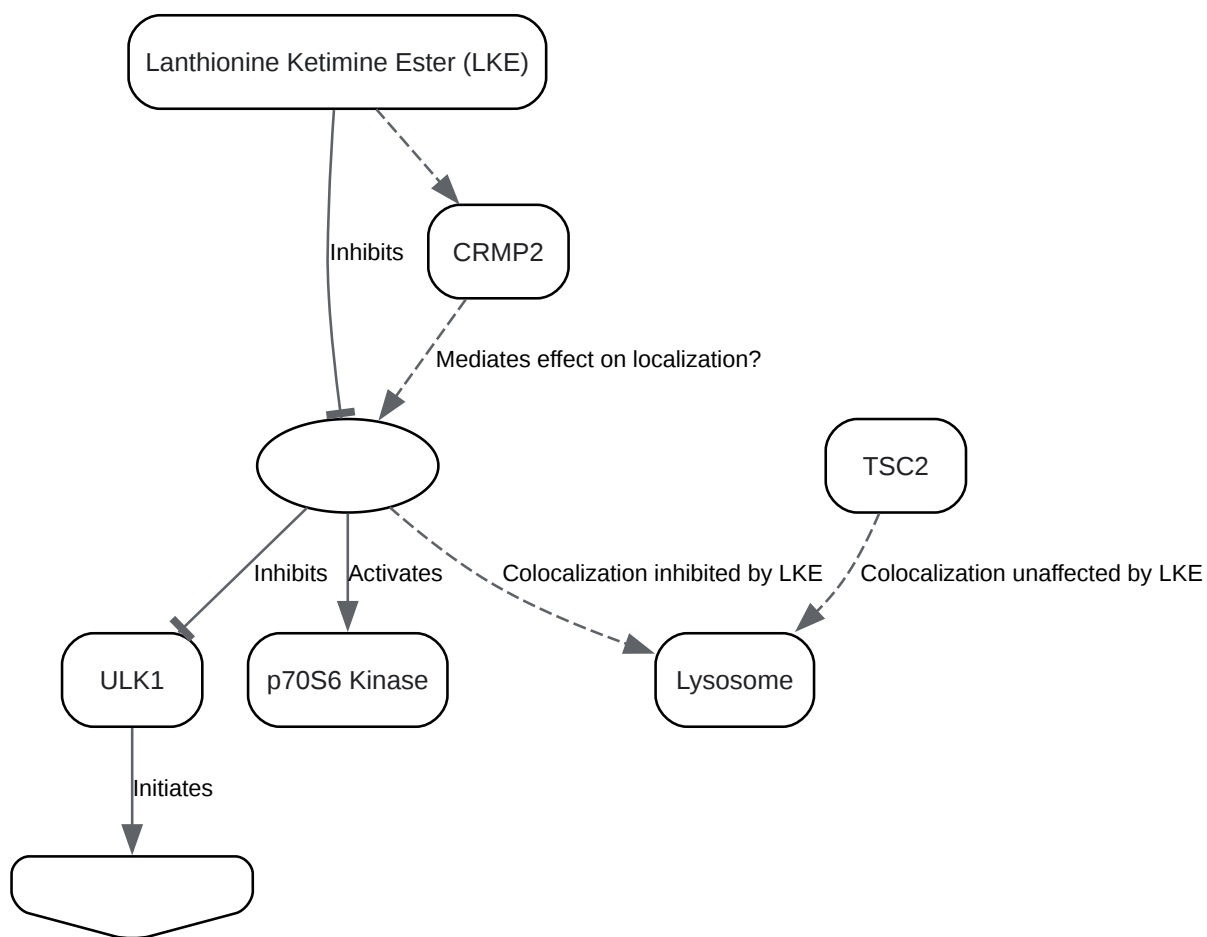 Lanthionine Ketimine Ester (LKE)
Inhibits
CRMP2
Mediates effect on localization?
TSC2
Inhibits
Activates
Colocalization inhibited by LKE
Colocalization unaffected by LKE
ULK1
p70S6 Kinase
Lysosome
Initiates